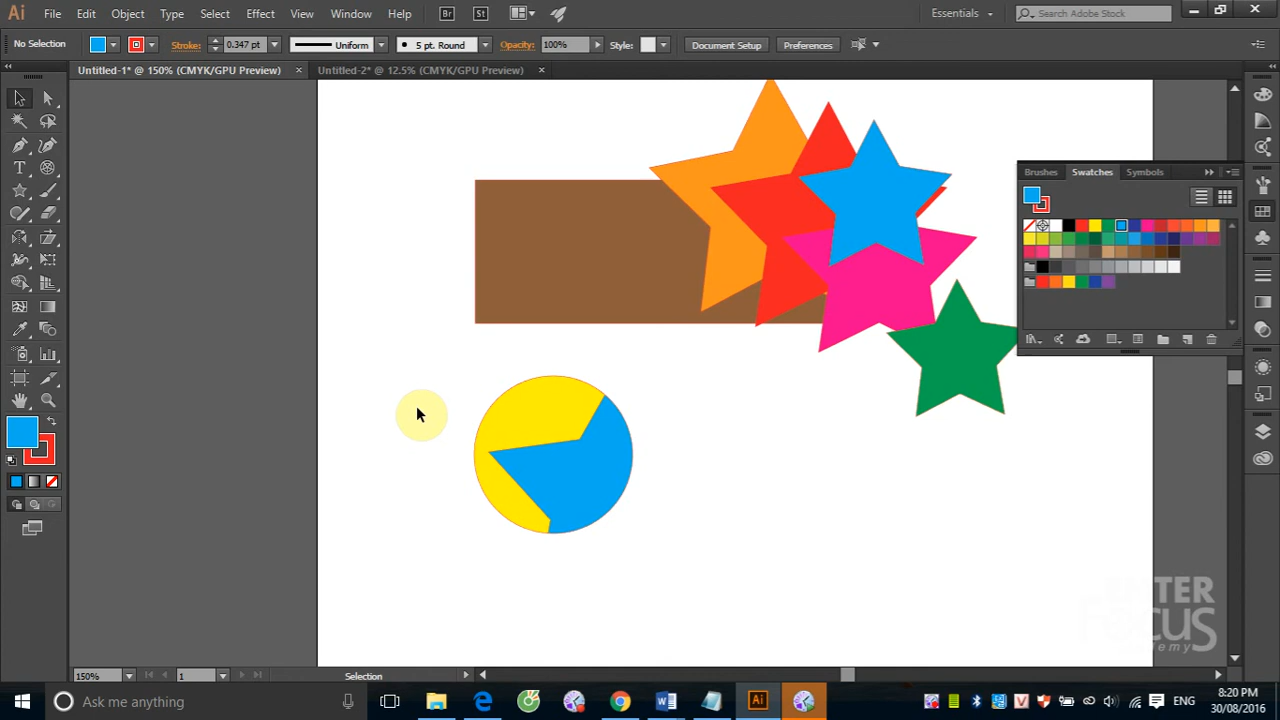 Ai File Edit Object Type Select Effect View Window Help Br St Essentials Search Adobe Stock
No Selection Stroke: 0.347 pt Uniform 5 pt. Round Opacity: 100% Style: Document Setup Preferences
Untitled-1* @ 150% (CMYK/GPU Preview) × Untitled-2* @ 12.5% (CMYK/GPU Preview) ×
Brushes Swatches Symbols
CUS
150% 1 Selection
Ask me anything Ai ENG 8:20 PM
30/08/2016